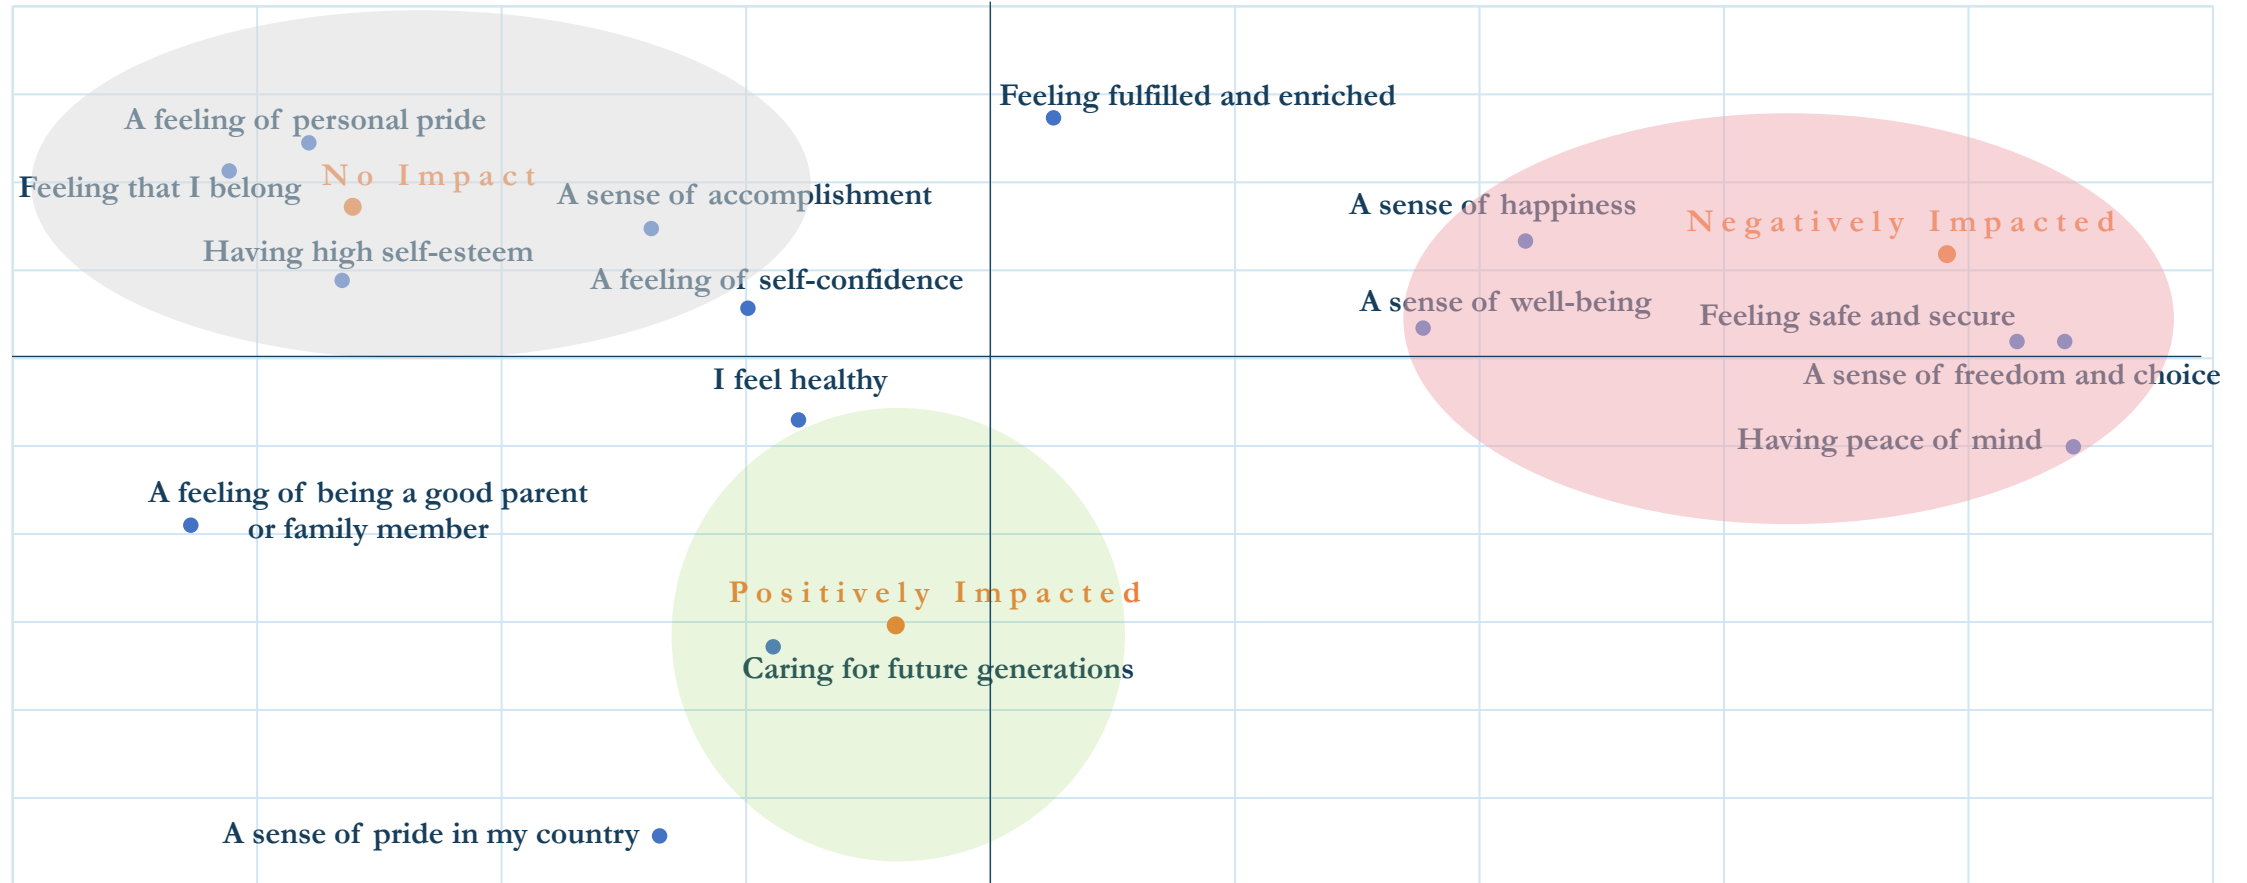 Feeling fulfilled and enriched
A feeling of personal pride
No Impact
Feeling that I belong
A sense of accomplishment
A sense of happiness
Negatively Impacted
Having high self-esteem
A feeling of self-confidence
A sense of well-being
Feeling safe and secure
I feel healthy
A sense of freedom and choice
Having peace of mind
A feeling of being a good parent
or family member
Positively Impacted
Caring for future generations
A sense of pride in my country